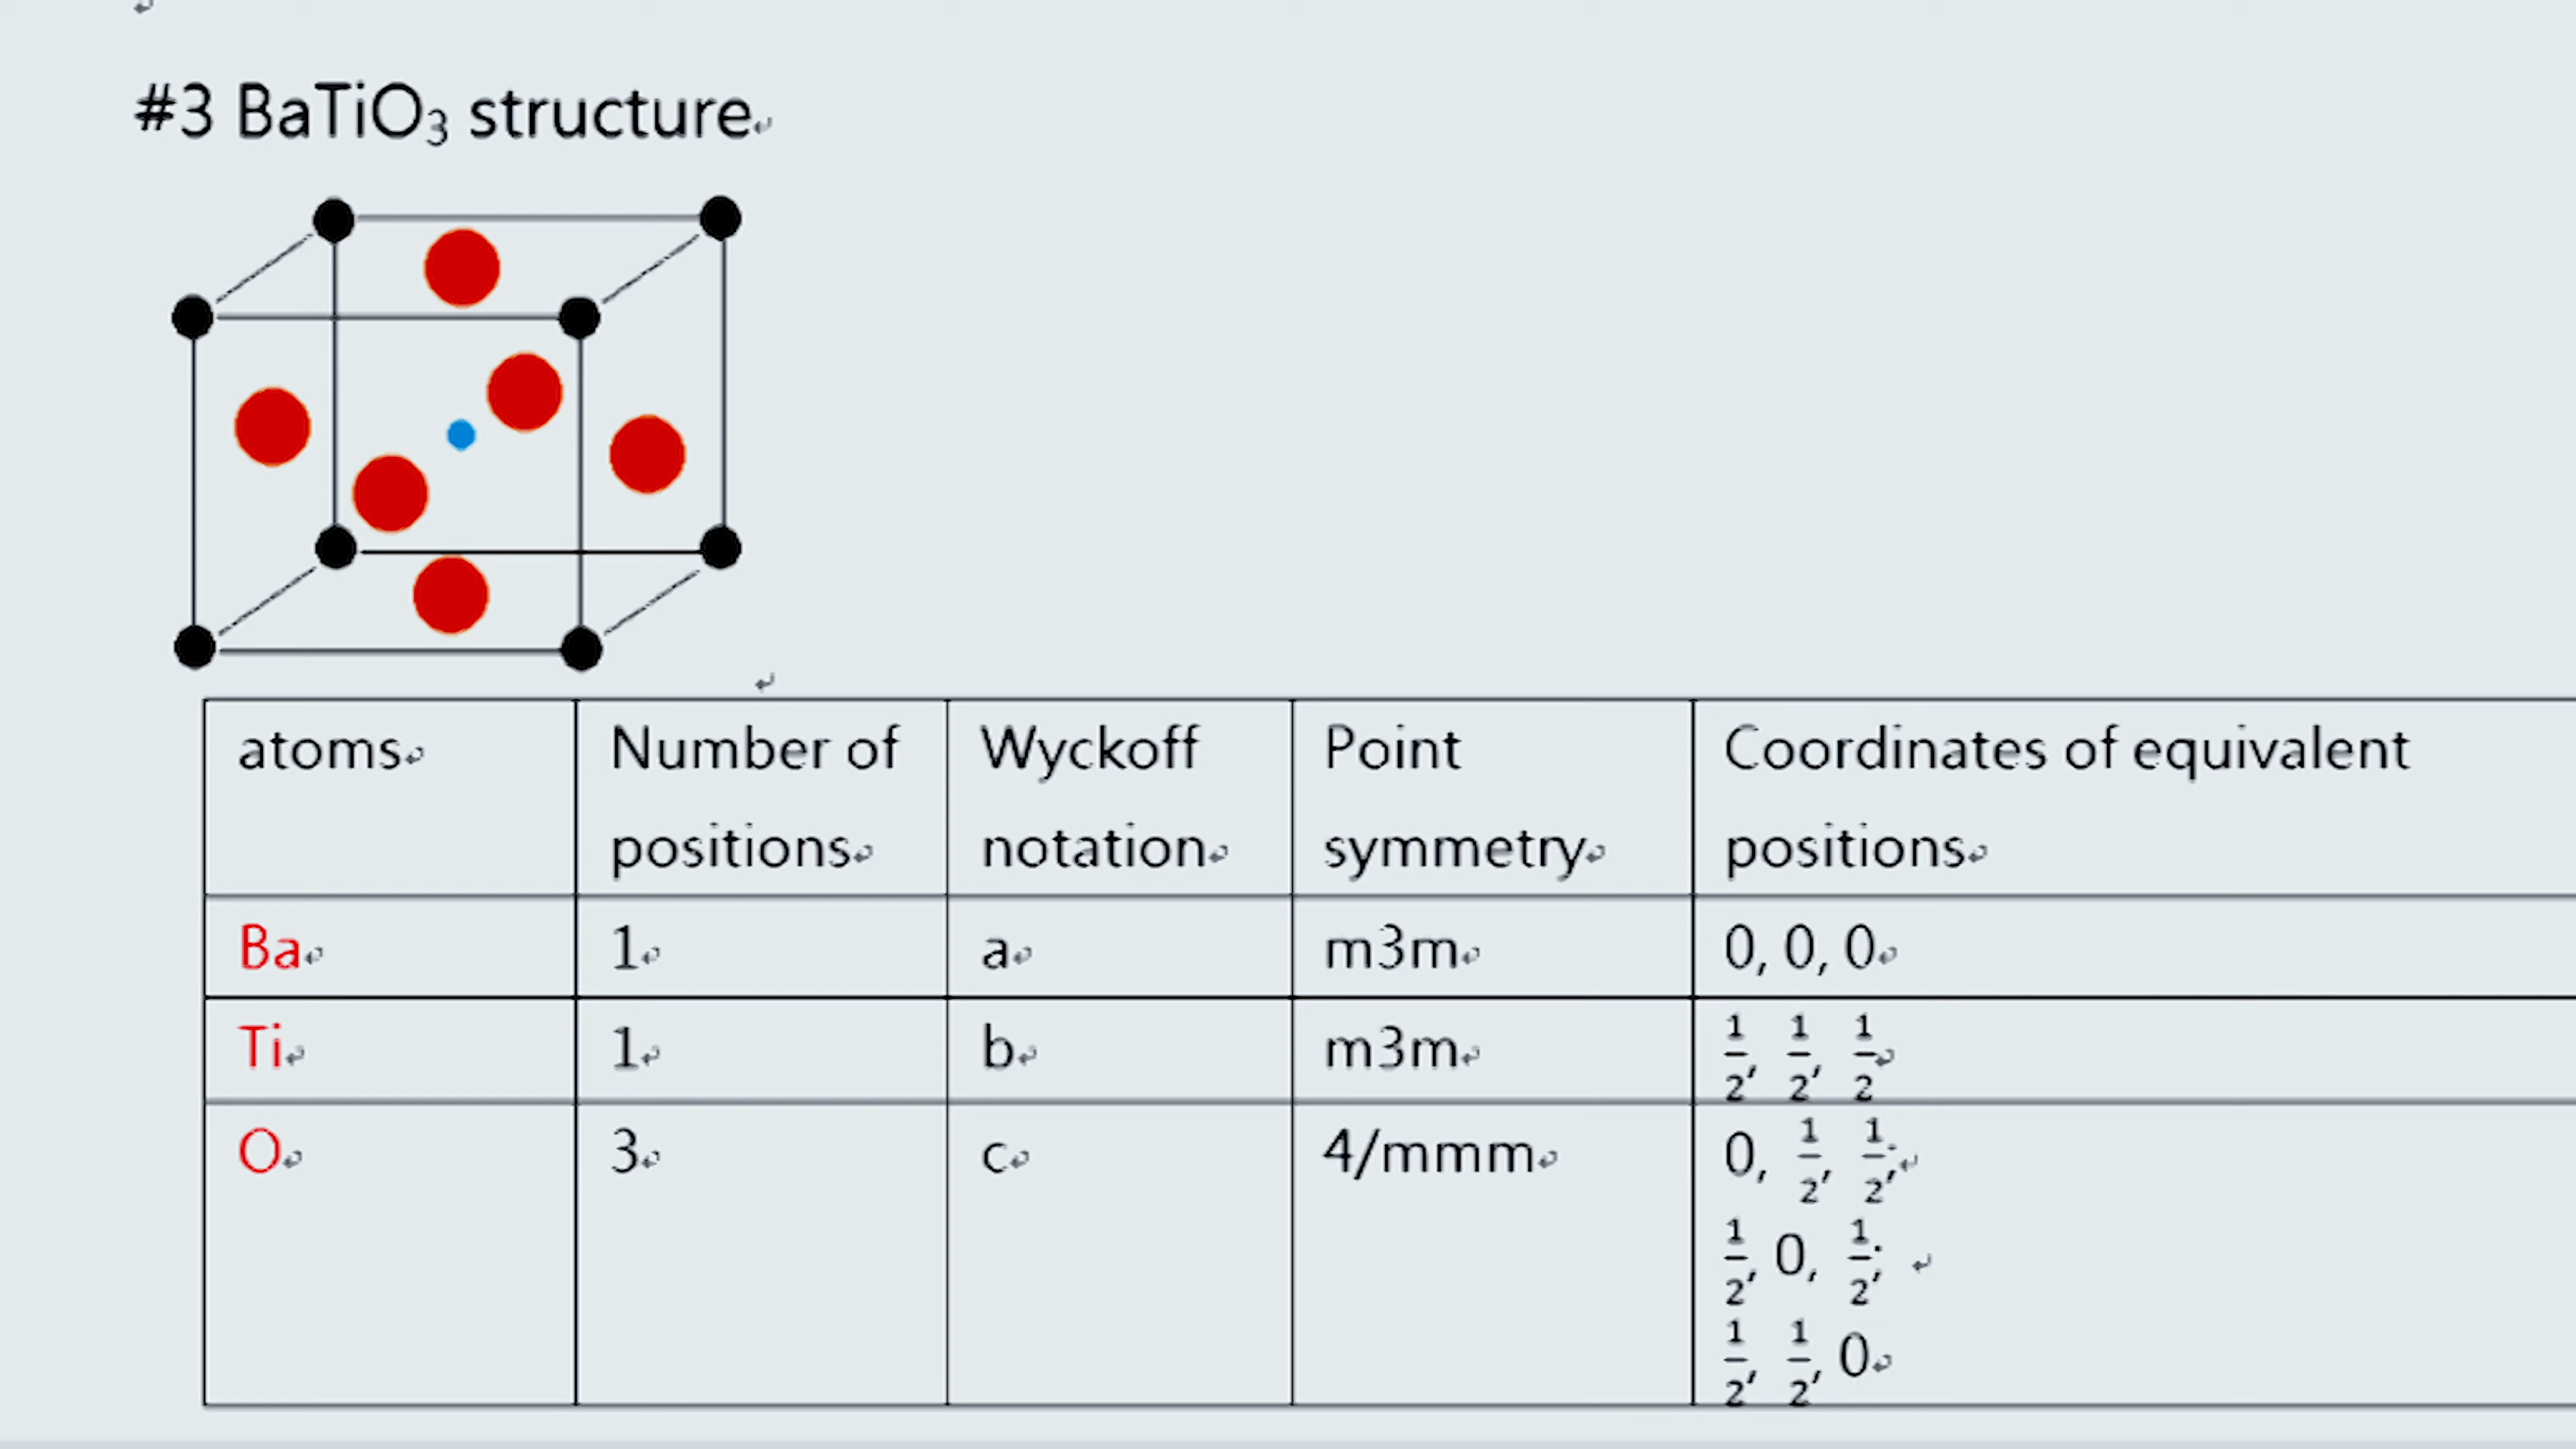 #3 BaTiO₃ structure
atoms Number of positions Wyckoff notation Point symmetry Coordinates of equivalent positions
Ba 1 a m3m 0, 0, 0
Ti 1 b m3m 1/2, 1/2, 1/2
O 3 c 4/mmm 0, 1/2, 1/2;
1/2, 0, 1/2;
1/2, 1/2, 0